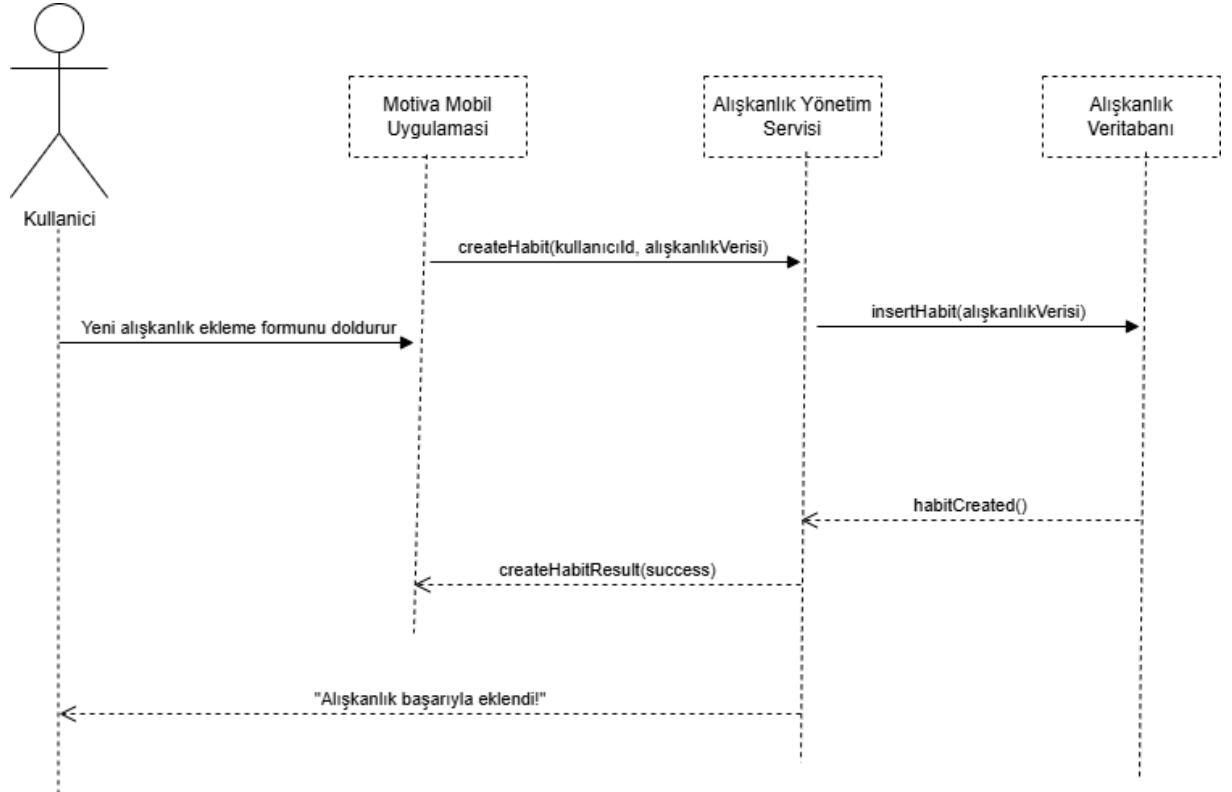 Motiva Mobil
Uygulamasi
Alışkanlık Yönetim
Servisi
Alışkanlık
Veritabanı
Kullanici
createHabit(kullanıcıId, alışkanlıkVerisi)
insertHabit(alışkanlıkVerisi)
Yeni alışkanlık ekleme formunu doldurur
habitCreated()
createHabitResult(success)
"Alışkanlık başarıyla eklendi!"